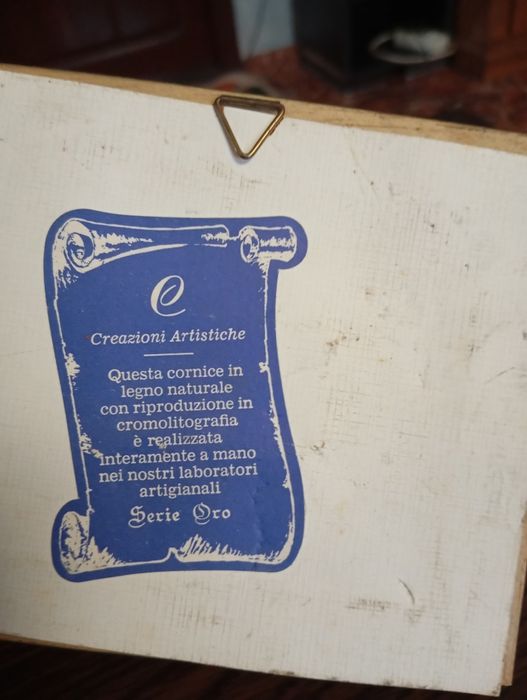 C
Creazioni Artistiche
Questa cornice in
legno naturale
con riproduzione in
cromolitografia
è realizzata
interamente a mano
nei nostri laboratori
artigianali
Serie Oro